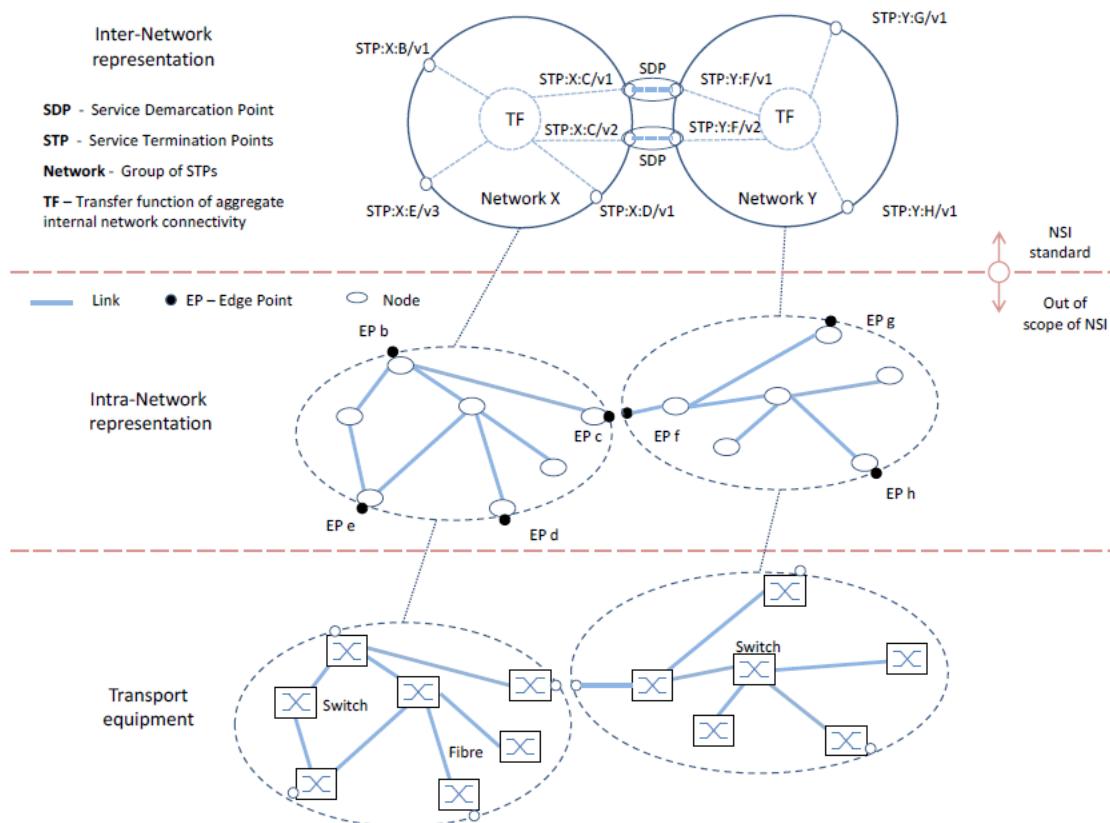 Inter-Network
representation
SDP - Service Demarcation Point
STP - Service Termination Points
Network - Group of STPs
TF – Transfer function of aggregate
internal network connectivity
STP:X:B/v1
STP:X:C/v1
SDP
STP:Y:F/v1
STP:Y:G/v1
TF
TF
STP:X:C/v2
STP:Y:F/v2
SDP
Network X
Network Y
STP:X:E/v3
STP:X:D/v1
STP:Y:H/v1
NSI
standard
Out of
scope of NSI
Link
EP – Edge Point
Node
EP b
EP g
Intra-Network
representation
EP c
EP f
EP e
EP d
EP h
Transport
equipment
Switch
Switch
Fibre